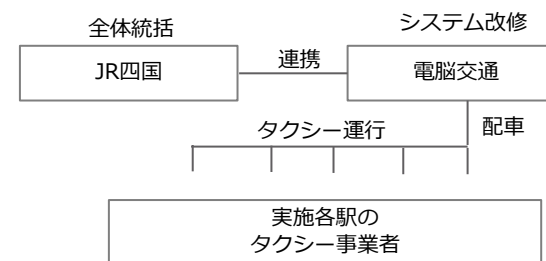 全体統括
システム改修
JR四国
連携
電脳交通
タクシー運行
配車
実施各駅の
タクシー事業者